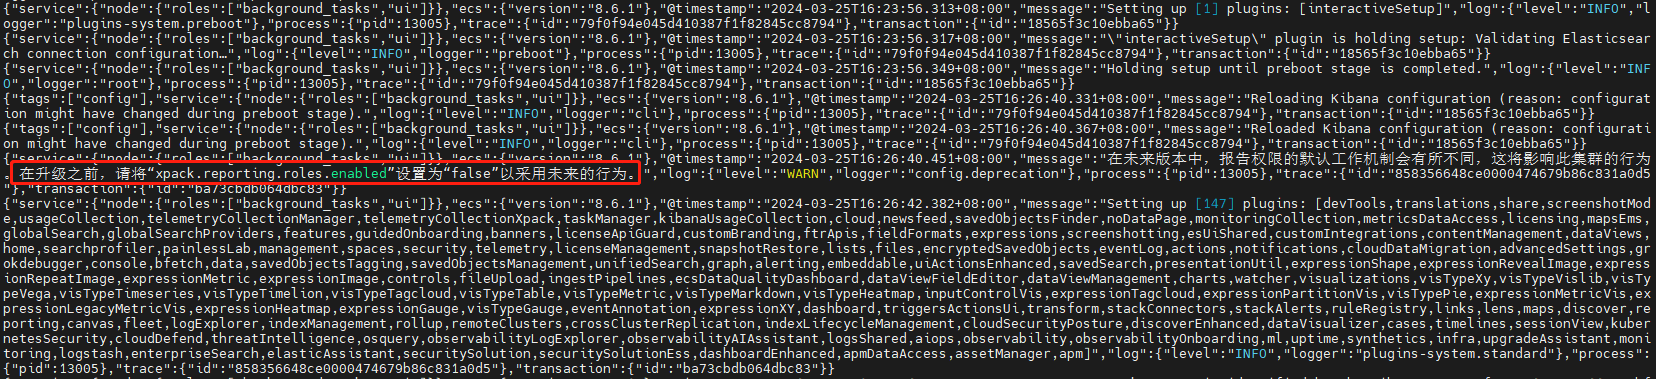 {"service":{"node":{"roles":["background_tasks","ui"]}},"ecs":{"version":"8.6.1"},"@timestamp":"2024-03-25T16:23:56.313+08:00","message":"Setting up [1] plugins: [interactiveSetup]","log":{"level":"INFO","l
ogger":"plugins-system.preboot"},"process":{"pid":13005},"trace":{"id":"79f0f94e045d410387f1f82845cc8794"},"transaction":{"id":"18565f3c10ebba65"}}
{"service":{"node":{"roles":["background_tasks","ui"]}},"ecs":{"version":"8.6.1"},"@timestamp":"2024-03-25T16:23:56.317+08:00","message":"\"interactiveSetup\" plugin is holding setup: Validating Elasticsear
ch connection configuration…","log":{"level":"INFO","logger":"preboot"},"process":{"pid":13005},"trace":{"id":"79f0f94e045d410387f1f82845cc8794"},"transaction":{"id":"18565f3c10ebba65"}}
{"service":{"node":{"roles":["background_tasks","ui"]}},"ecs":{"version":"8.6.1"},"@timestamp":"2024-03-25T16:23:56.349+08:00","message":"Holding setup until preboot stage is completed.","log":{"level":"INF
O","logger":"root"},"process":{"pid":13005},"trace":{"id":"79f0f94e045d410387f1f82845cc8794"},"transaction":{"id":"18565f3c10ebba65"}}
{"tags":["config"],"service":{"node":{"roles":["background_tasks","ui"]}},"ecs":{"version":"8.6.1"},"@timestamp":"2024-03-25T16:26:40.331+08:00","message":"Reloading Kibana configuration (reason: configurat
ion might have changed during preboot stage).","log":{"level":"INFO","logger":"cli"},"process":{"pid":13005},"trace":{"id":"79f0f94e045d410387f1f82845cc8794"},"transaction":{"id":"18565f3c10ebba65"}}
{"tags":["config"],"service":{"node":{"roles":["background_tasks","ui"]}},"ecs":{"version":"8.6.1"},"@timestamp":"2024-03-25T16:26:40.367+08:00","message":"Reloaded Kibana configuration (reason: configurati
on might have changed during preboot stage).","log":{"level":"INFO","logger":"cli"},"process":{"pid":13005},"trace":{"id":"79f0f94e045d410387f1f82845cc8794"},"transaction":{"id":"18565f3c10ebba65"}}
{"service":{"node":{"roles":["background_tasks","ui"]}},"ecs":{"version":"8.6.1"},"@timestamp":"2024-03-25T16:26:40.451+08:00","message":"在未来版本中，报告权限的默认工作机制会有所不同，这将影响此集群的行为
。在升级之前，请将“xpack.reporting.roles.enabled”设置为“false”以采用未来的行为。","log":{"level":"WARN","logger":"config.deprecation"},"process":{"pid":13005},"trace":{"id":"858356648ce0000474679b86c831a0d5
"},"transaction":{"id":"ba73cbdb064dbc83"}}
{"service":{"node":{"roles":["background_tasks","ui"]}},"ecs":{"version":"8.6.1"},"@timestamp":"2024-03-25T16:26:42.382+08:00","message":"Setting up [147] plugins: [devTools,translations,share,screenshotMod
e,usageCollection,telemetryCollectionManager,telemetryCollectionXpack,taskManager,kibanaUsageCollection,cloud,newsfeed,savedObjectsFinder,noDataPage,monitoringCollection,metricsDataAccess,licensing,mapsEms,
globalSearch,globalSearchProviders,features,guidedOnboarding,banners,licenseApiGuard,customBranding,ftrApis,fieldFormats,expressions,screenshotting,esUiShared,customIntegrations,contentManagement,dataViews,
home,searchprofiler,painlessLab,management,spaces,security,telemetry,licenseManagement,snapshotRestore,lists,files,encryptedSavedObjects,eventLog,actions,notifications,cloudDataMigration,advancedSettings,gr
okdebugger,console,bfetch,data,savedObjectsTagging,savedObjectsManagement,unifiedSearch,graph,alerting,embeddable,uiActionsEnhanced,savedSearch,presentationUtil,expressionShape,expressionRevealImage,express
ionRepeatImage,expressionMetric,expressionImage,controls,fileUpload,ingestPipelines,ecsDataQualityDashboard,dataViewFieldEditor,dataViewManagement,charts,watcher,visualizations,visTypeXy,visTypeVislib,visTy
peVega,visTypeTimeseries,visTypeTimelion,visTypeTagcloud,visTypeTable,visTypeMetric,visTypeMarkdown,visTypeHeatmap,inputControlVis,expressionTagcloud,expressionPartitionVis,visTypePie,expressionMetricVis,ex
pressionLegacyMetricVis,expressionHeatmap,expressionGauge,visTypeGauge,eventAnnotation,expressionXY,dashboard,triggersActionsUi,transform,stackConnectors,stackAlerts,ruleRegistry,links,lens,maps,discover,re
porting,canvas,fleet,logExplorer,indexManagement,rollup,remoteClusters,crossClusterReplication,indexLifecycleManagement,cloudSecurityPosture,discoverEnhanced,dataVisualizer,cases,timelines,sessionView,kuber
netesSecurity,cloudDefend,threatIntelligence,osquery,observabilityLogExplorer,observabilityAIAssistant,logsShared,aiops,observability,observabilityOnboarding,ml,uptime,synthetics,infra,upgradeAssistant,moni
toring,logstash,enterpriseSearch,elasticAssistant,securitySolution,securitySolutionEss,dashboardEnhanced,apmDataAccess,assetManager,apm]","log":{"level":"INFO","logger":"plugins-system.standard"},"process":
{"pid":13005},"trace":{"id":"858356648ce0000474679b86c831a0d5"},"transaction":{"id":"ba73cbdb064dbc83"}}